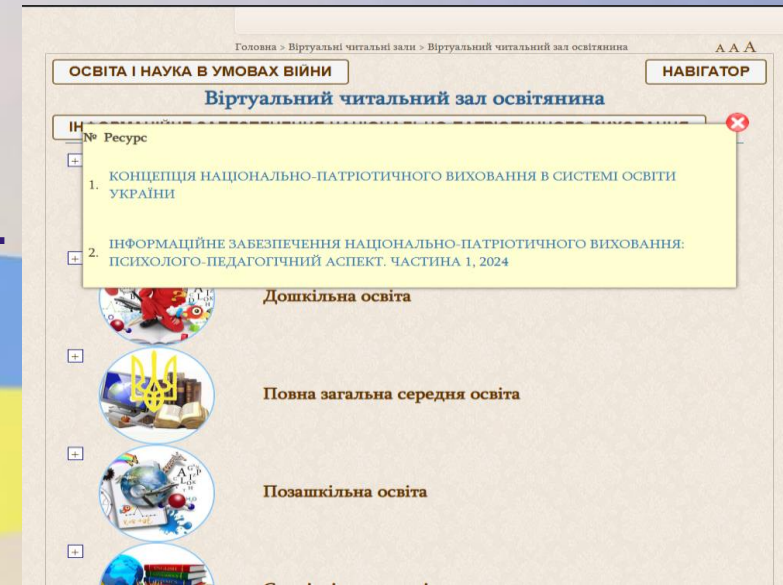 Головна > Віртуальні читальні зали > Віртуальний читальний зал освітянина
А А А
ОСВІТА І НАУКА В УМОВАХ ВІЙНИ
НАВІГАТОР
Віртуальний читальний зал освітянина
№ Ресурс
1. КОНЦЕПЦІЯ НАЦІОНАЛЬНО-ПАТРІОТИЧНОГО ВИХОВАННЯ В СИСТЕМІ ОСВІТИ
УКРАЇНИ
2. ІНФОРМАЦІЙНЕ ЗАБЕЗПЕЧЕННЯ НАЦІОНАЛЬНО-ПАТРІОТИЧНОГО ВИХОВАННЯ:
ПСИХОЛОГО-ПЕДАГОГІЧНИЙ АСПЕКТ. ЧАСТИНА 1, 2024
Дошкільна освіта
Повна загальна середня освіта
Позашкільна освіта